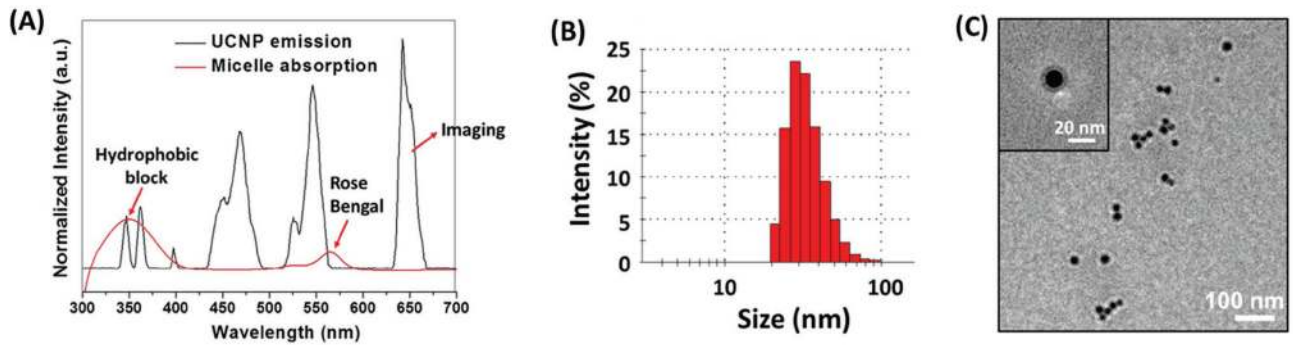 (A)
UCNP emission
Micelle absorption
Imaging
Hydrophobic
block
Rose
Bengal
Normalized Intensity (a.u.)
300 350 400 450 500 550 600 650 700
Wavelength (nm)
(B)
25
20
15
10
5
0
Intensity (%)
10 100
Size (nm)
(C)
20 nm
100 nm